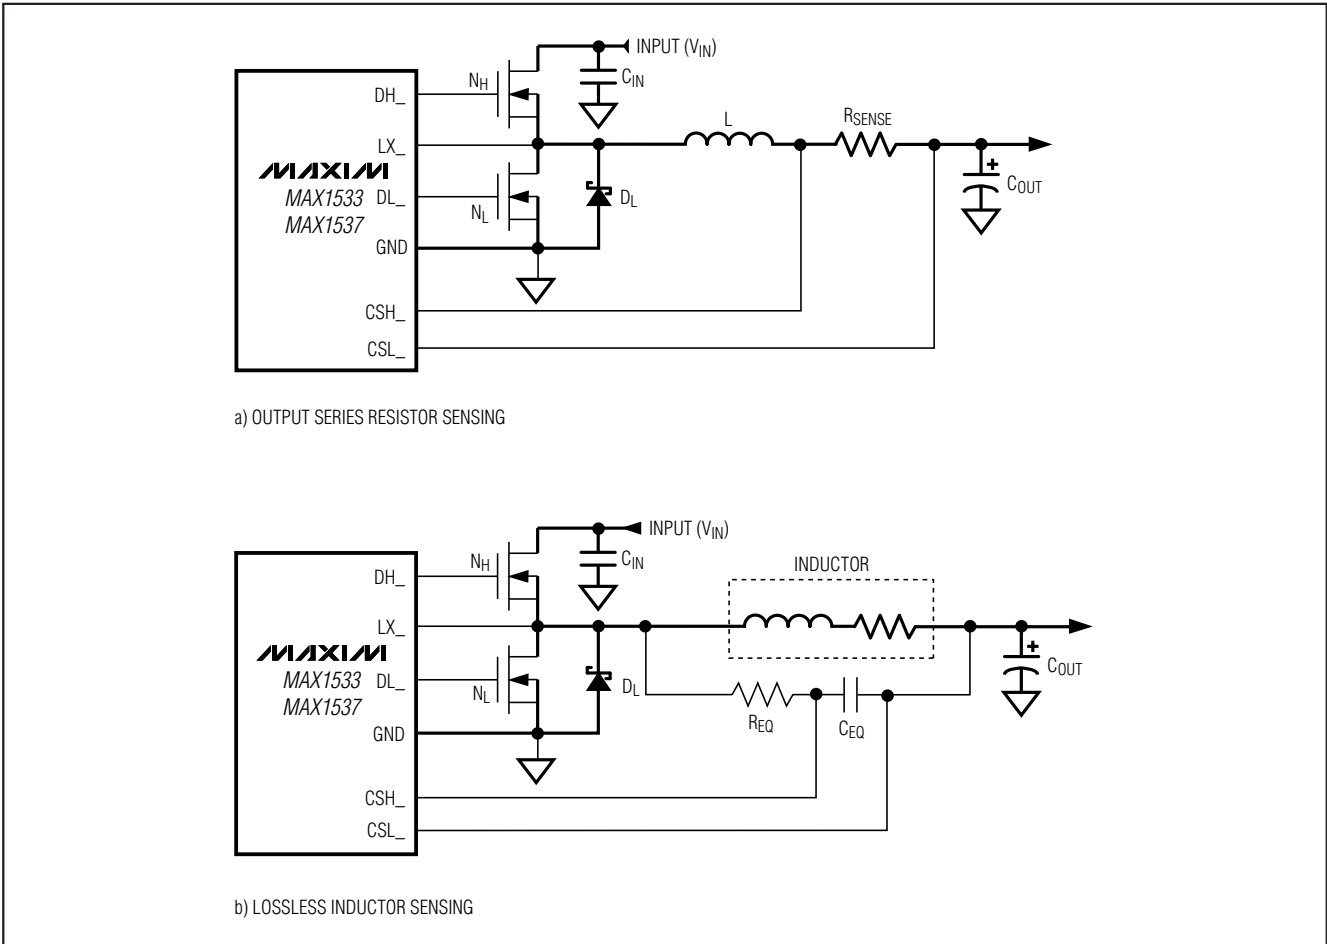 INPUT (VIN)
NH
CIN
DH_
L
RSENSE
LX_
MAXIM
MAX1533
MAX1537
DL_
NL
DL
+
COUT
GND
CSH_
CSL_
a) OUTPUT SERIES RESISTOR SENSING
INPUT (VIN)
NH
CIN
INDUCTOR
DH_
LX_
MAXIM
MAX1533
MAX1537
DL_
NL
DL
+
COUT
REQ
CEQ
GND
CSH_
CSL_
b) LOSSLESS INDUCTOR SENSING